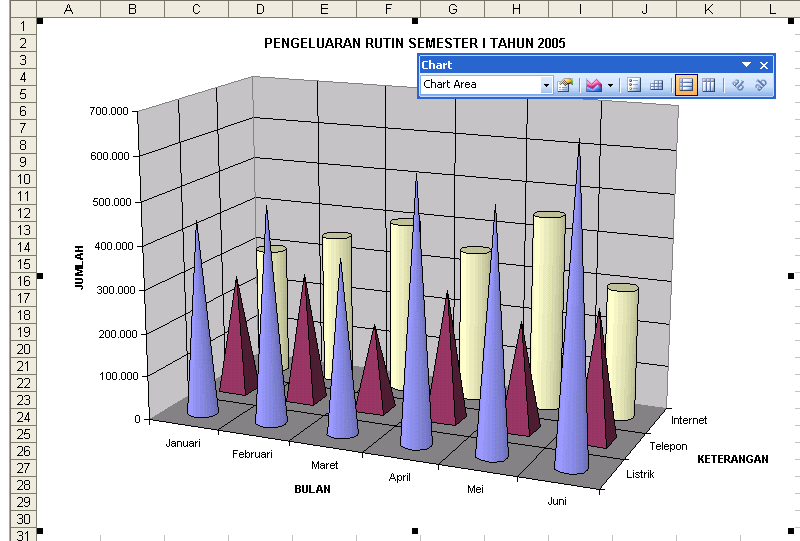 A B C D E F G H I J K L
1
2
3
4
5
6
7
8
9
10
11
12
13
14
15
16
17
18
19
20
21
22
23
24
25
26
27
28
29
30
31
PENGELUARAN RUTIN SEMESTER I TAHUN 2005
Chart
Chart Area
700.000
600.000
500.000
400.000
300.000
200.000
100.000
0
JUMLAH
Januari
Februari
Maret
April
Mei
Juni
BULAN
Internet
Telepon
Listrik
KETERANGAN